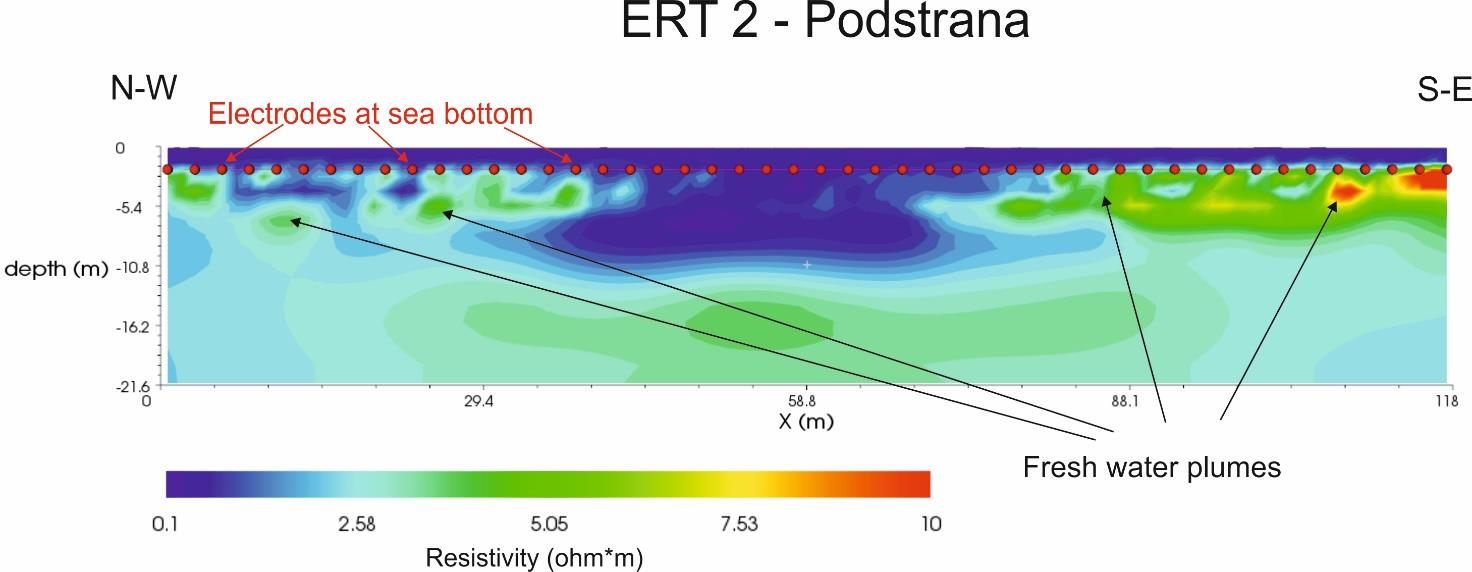 ERT 2 - Podstrana
N-W
S-E
Electrodes at sea bottom
0
-5,4
depth (m)
-10.8
-16.2
-21.6
0 29.4 58.8 88.1 118
X (m)
Fresh water plumes
0.1 2.58 5.05 7.53 10
Resistivity (ohm*m)